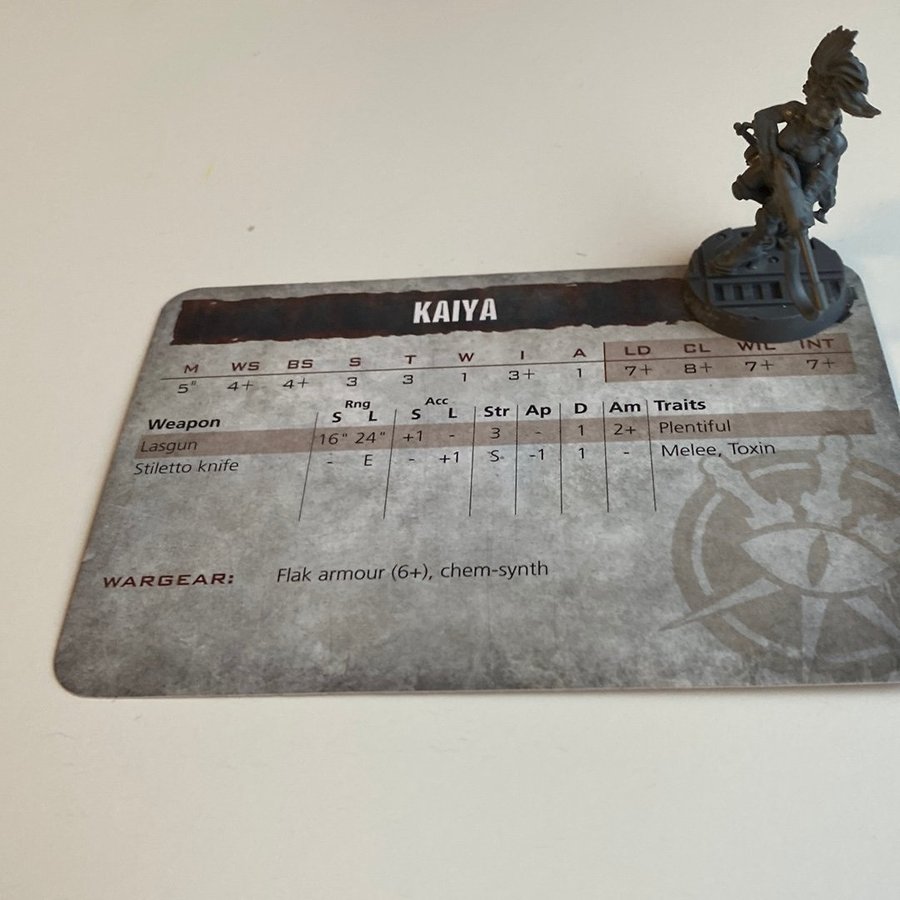 KAIYA
M WS BS S T W I A LD CL WIL INT
5" 4+ 4+ 3 3 1 3+ 1 7+ 8+ 7+ 7+
Rng Acc
Weapon S L S L Str Ap D Am Traits
Lasgun 16" 24" +1 - 3 - 1 2+ Plentiful
Stiletto knife - E - +1 S -1 1 - Melee, Toxin
WARGEAR: Flak armour (6+), chem-synth